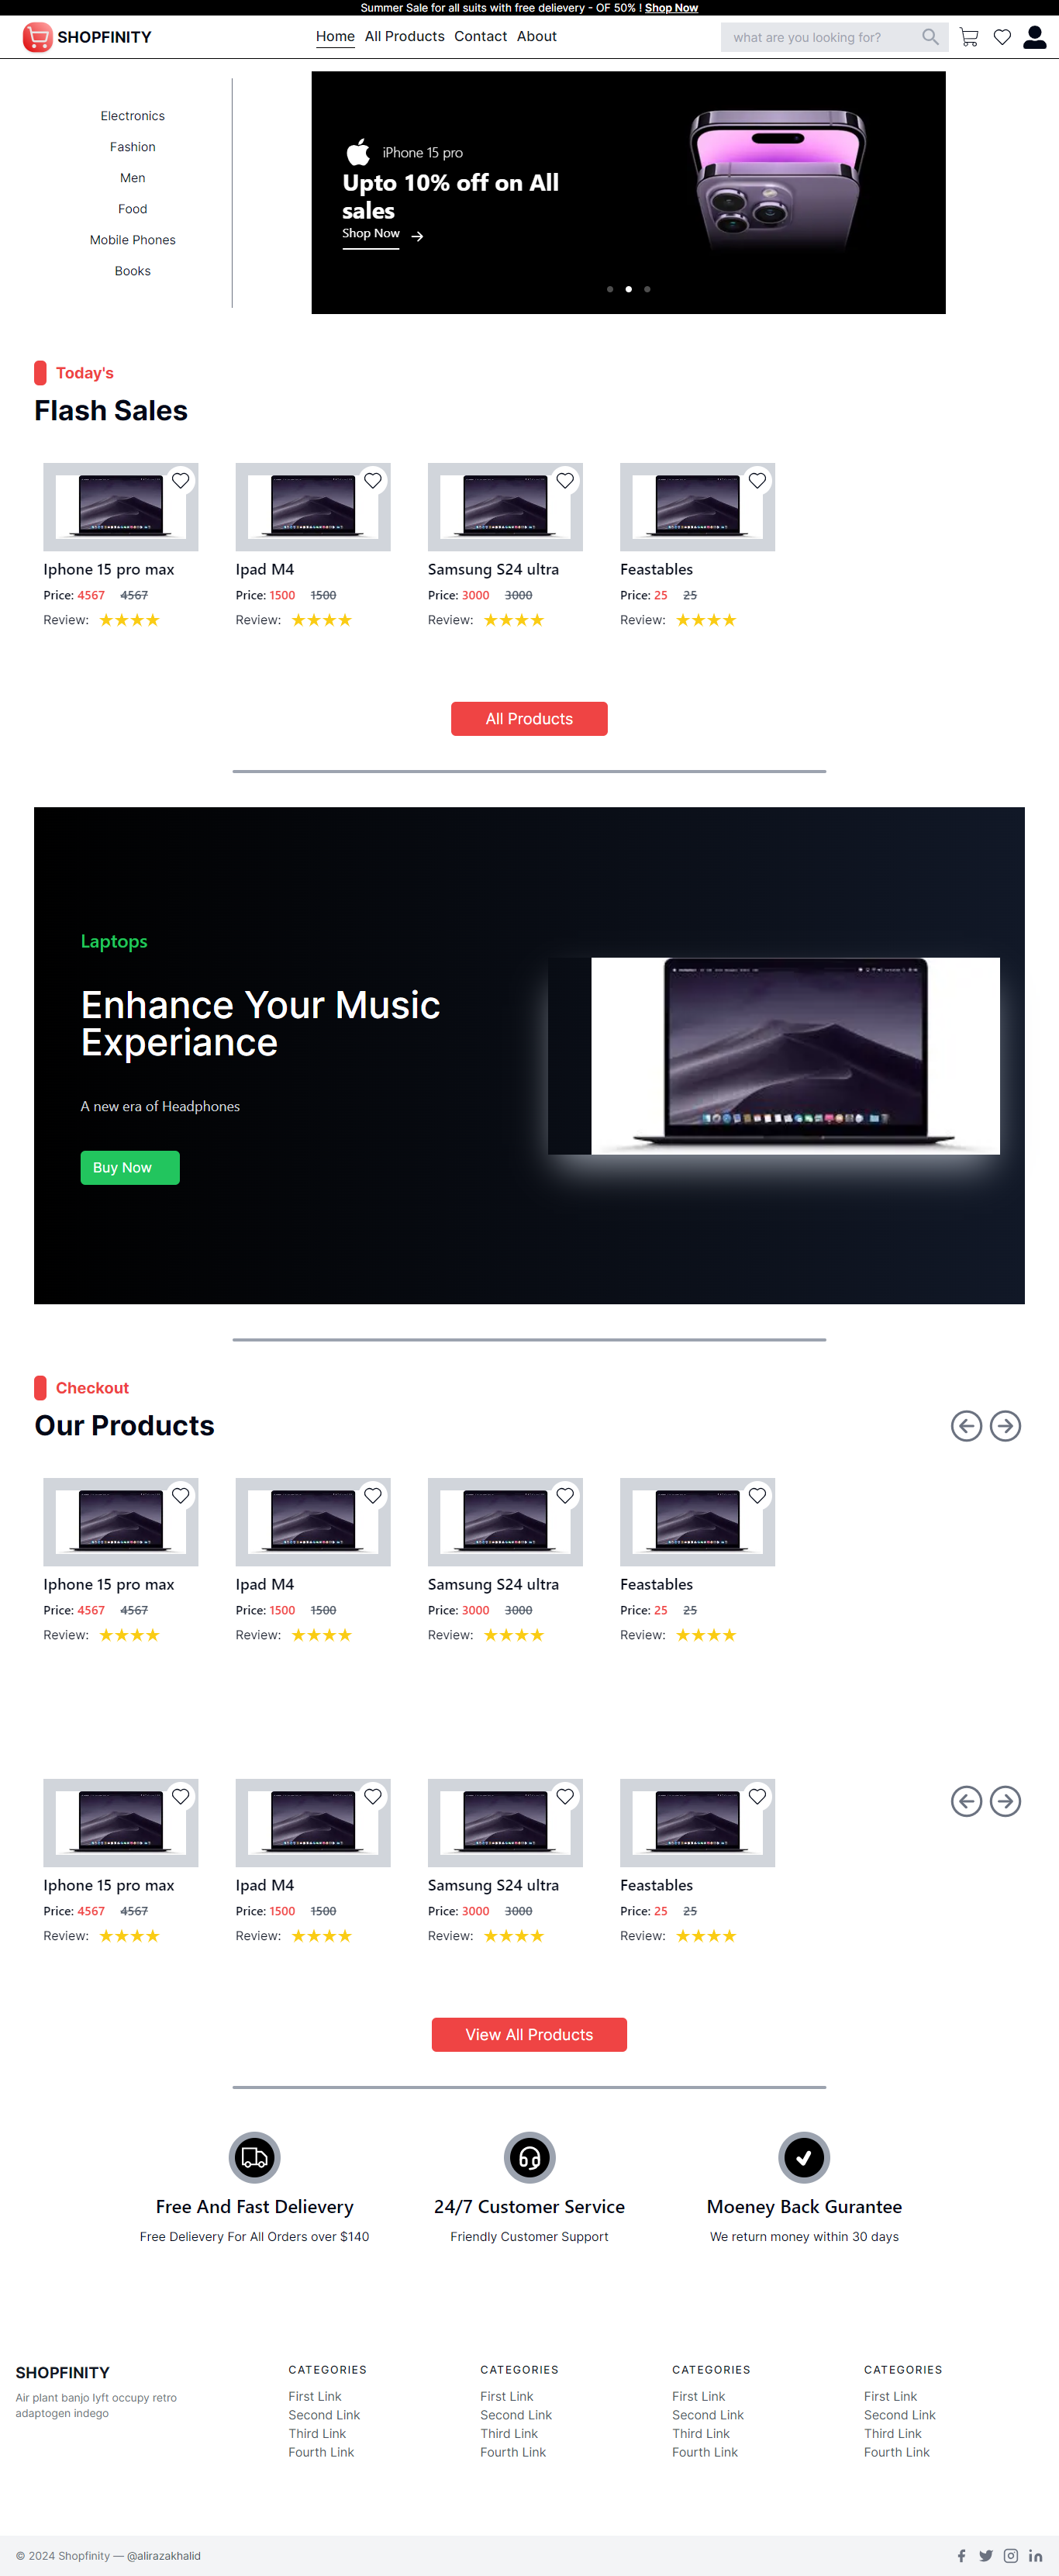 Summer Sale for all suits with free delievery - OF 50% ! Shop Now
SHOPFINITY
Home All Products Contact About
what are you looking for?
Electronics
Fashion
Men
Food
Mobile Phones
Books
iPhone 15 pro
Upto 10% off on All
sales
Shop Now
Today's
Flash Sales
Iphone 15 pro max
Price: 4567 4567
Review:
Ipad M4
Price: 1500 1500
Review:
Samsung S24 ultra
Price: 3000 3000
Review:
Feastables
Price: 25 25
Review:
All Products
Laptops
Enhance Your Music
Experiance
A new era of Headphones
Buy Now
Checkout
Our Products
Iphone 15 pro max
Price: 4567 4567
Review:
Ipad M4
Price: 1500 1500
Review:
Samsung S24 ultra
Price: 3000 3000
Review:
Feastables
Price: 25 25
Review:
Iphone 15 pro max
Price: 4567 4567
Review:
Ipad M4
Price: 1500 1500
Review:
Samsung S24 ultra
Price: 3000 3000
Review:
Feastables
Price: 25 25
Review:
View All Products
Free And Fast Delievery
Free Delievery For All Orders over $140
24/7 Customer Service
Friendly Customer Support
Moeney Back Gurantee
We return money within 30 days
SHOPFINITY
Air plant banjo lyft occupy retro
adaptogen indego
CATEGORIES
First Link
Second Link
Third Link
Fourth Link
CATEGORIES
First Link
Second Link
Third Link
Fourth Link
CATEGORIES
First Link
Second Link
Third Link
Fourth Link
CATEGORIES
First Link
Second Link
Third Link
Fourth Link
© 2024 Shopfinity — @alirazakhalid